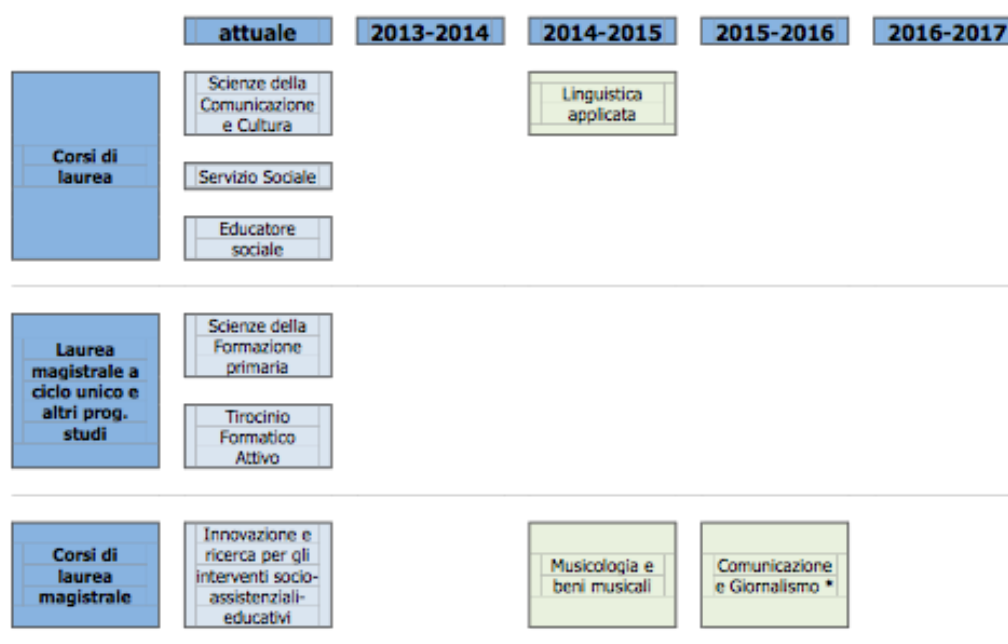 attuale 2013-2014 2014-2015 2015-2016 2016-2017
Corsi di
laurea
Scienze della
Comunicazione
e Cultura
Linguistica
applicata
Servizio Sociale
Educatore
sociale
Laurea
magistrale a
ciclo unico e
altri prog.
studi
Scienze della
Formazione
primaria
Tirocinio
Formatico
Attivo
Corsi di
laurea
magistrale
Innovazione e
ricerca per gli
interventi socio-
assistenziali-
educativi
Musicologia e
beni musicali
Comunicazione
e Giornalismo *